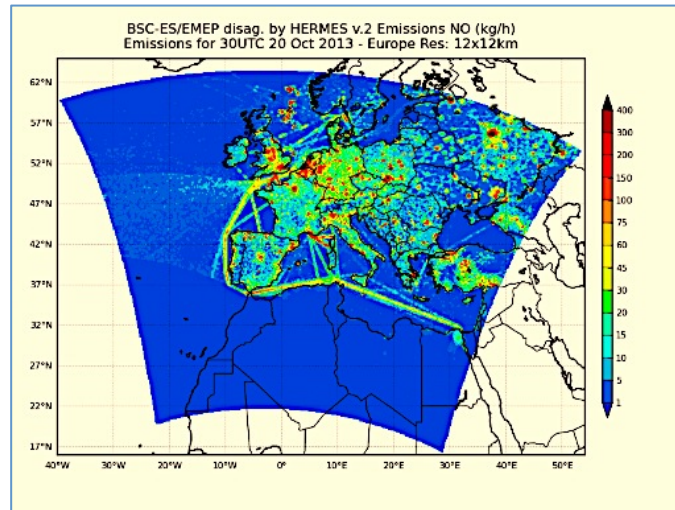 BSC-ES/EMEP disag. by HERMES v.2 Emissions NO (kg/h)
Emissions for 30UTC 20 Oct 2013 - Europe Res: 12x12km
62°N
57°N
52°N
47°N
42°N
37°N
32°N
27°N
22°N
17°N
40°W
30°W
20°W
10°W
0°
10°E
20°E
30°E
40°E
50°E
400
300
200
150
100
75
60
45
30
20
15
10
5
1